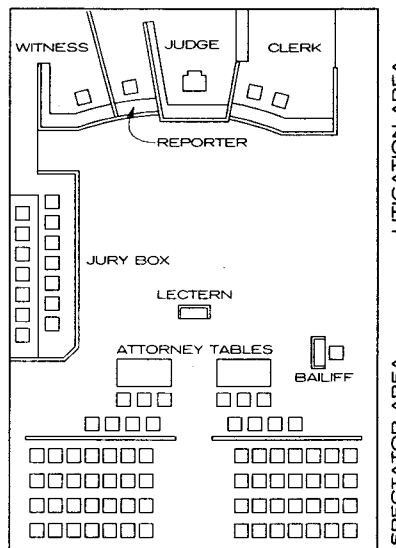 WITNESS
JUDGE
CLERK
REPORTER
JURY BOX
LECTERN
ATTORNEY TABLES
BAILIFF
LITIGATION AREA
SPECTATOR AREA